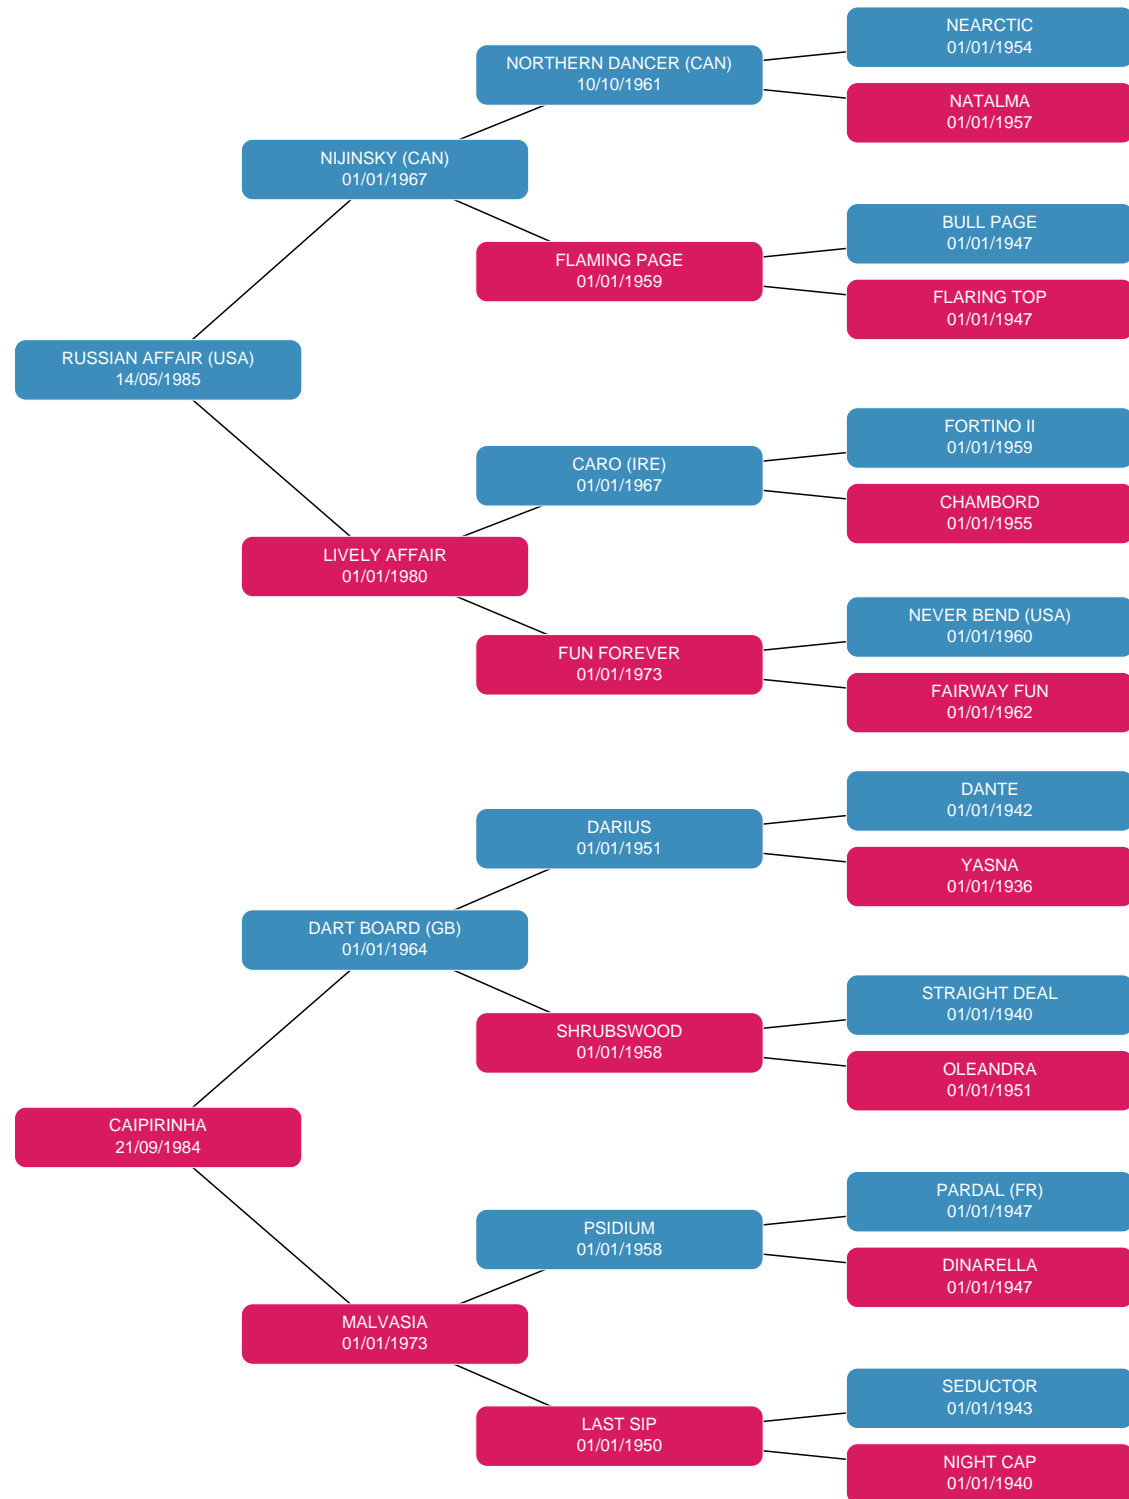 NEARCTIC
01/01/1954
NORTHERN DANCER (CAN)
10/10/1961
NATALMA
01/01/1957
NIJINSKY (CAN)
01/01/1967
BULL PAGE
01/01/1947
FLAMING PAGE
01/01/1959
FLARING TOP
01/01/1947
RUSSIAN AFFAIR (USA)
14/05/1985
FORTINO II
01/01/1959
CARO (IRE)
01/01/1967
CHAMBORD
01/01/1955
LIVELY AFFAIR
01/01/1980
NEVER BEND (USA)
01/01/1960
FUN FOREVER
01/01/1973
FAIRWAY FUN
01/01/1962
DANTE
01/01/1942
DARIUS
01/01/1951
YASNA
01/01/1936
DART BOARD (GB)
01/01/1964
STRAIGHT DEAL
01/01/1940
SHRUBSWOOD
01/01/1958
OLEANDRA
01/01/1951
CAIPIRINHA
21/09/1984
PARDAL (FR)
01/01/1947
PSIDIUM
01/01/1958
DINARELLA
01/01/1947
MALVASIA
01/01/1973
SEDUCTOR
01/01/1943
LAST SIP
01/01/1950
NIGHT CAP
01/01/1940